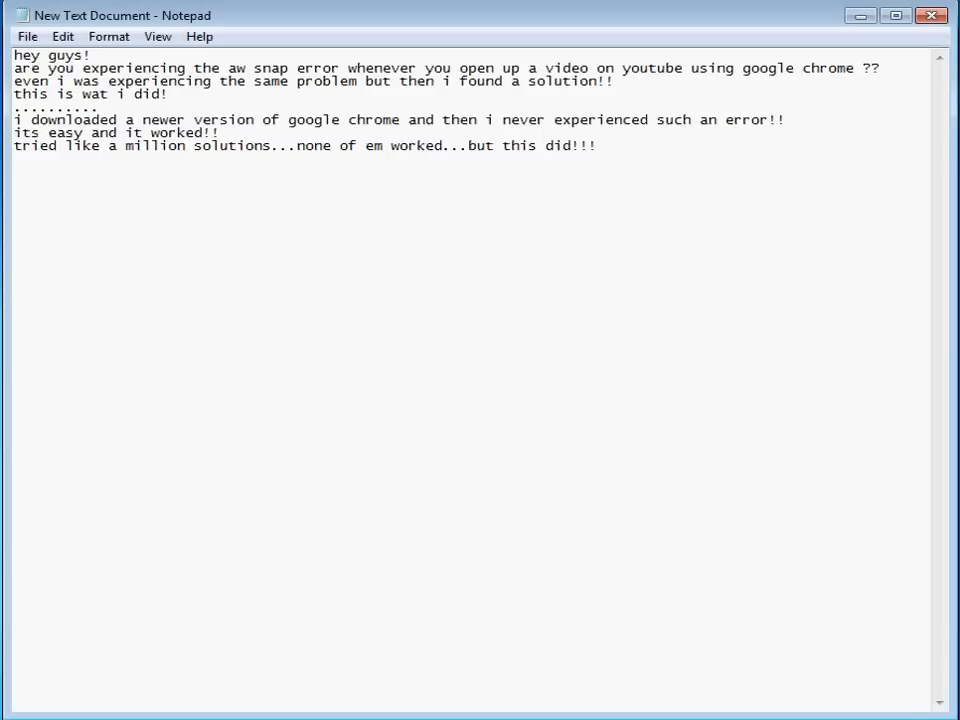 New Text Document - Notepad
File Edit Format View Help
hey guys!
are you experiencing the aw snap error whenever you open up a video on youtube using google chrome ??
even i was experiencing the same problem but then i found a solution!!
this is wat i did!
..........
i downloaded a newer version of google chrome and then i never experienced such an error!!
its easy and it worked!!
tried like a million solutions...none of em worked...but this did!!!